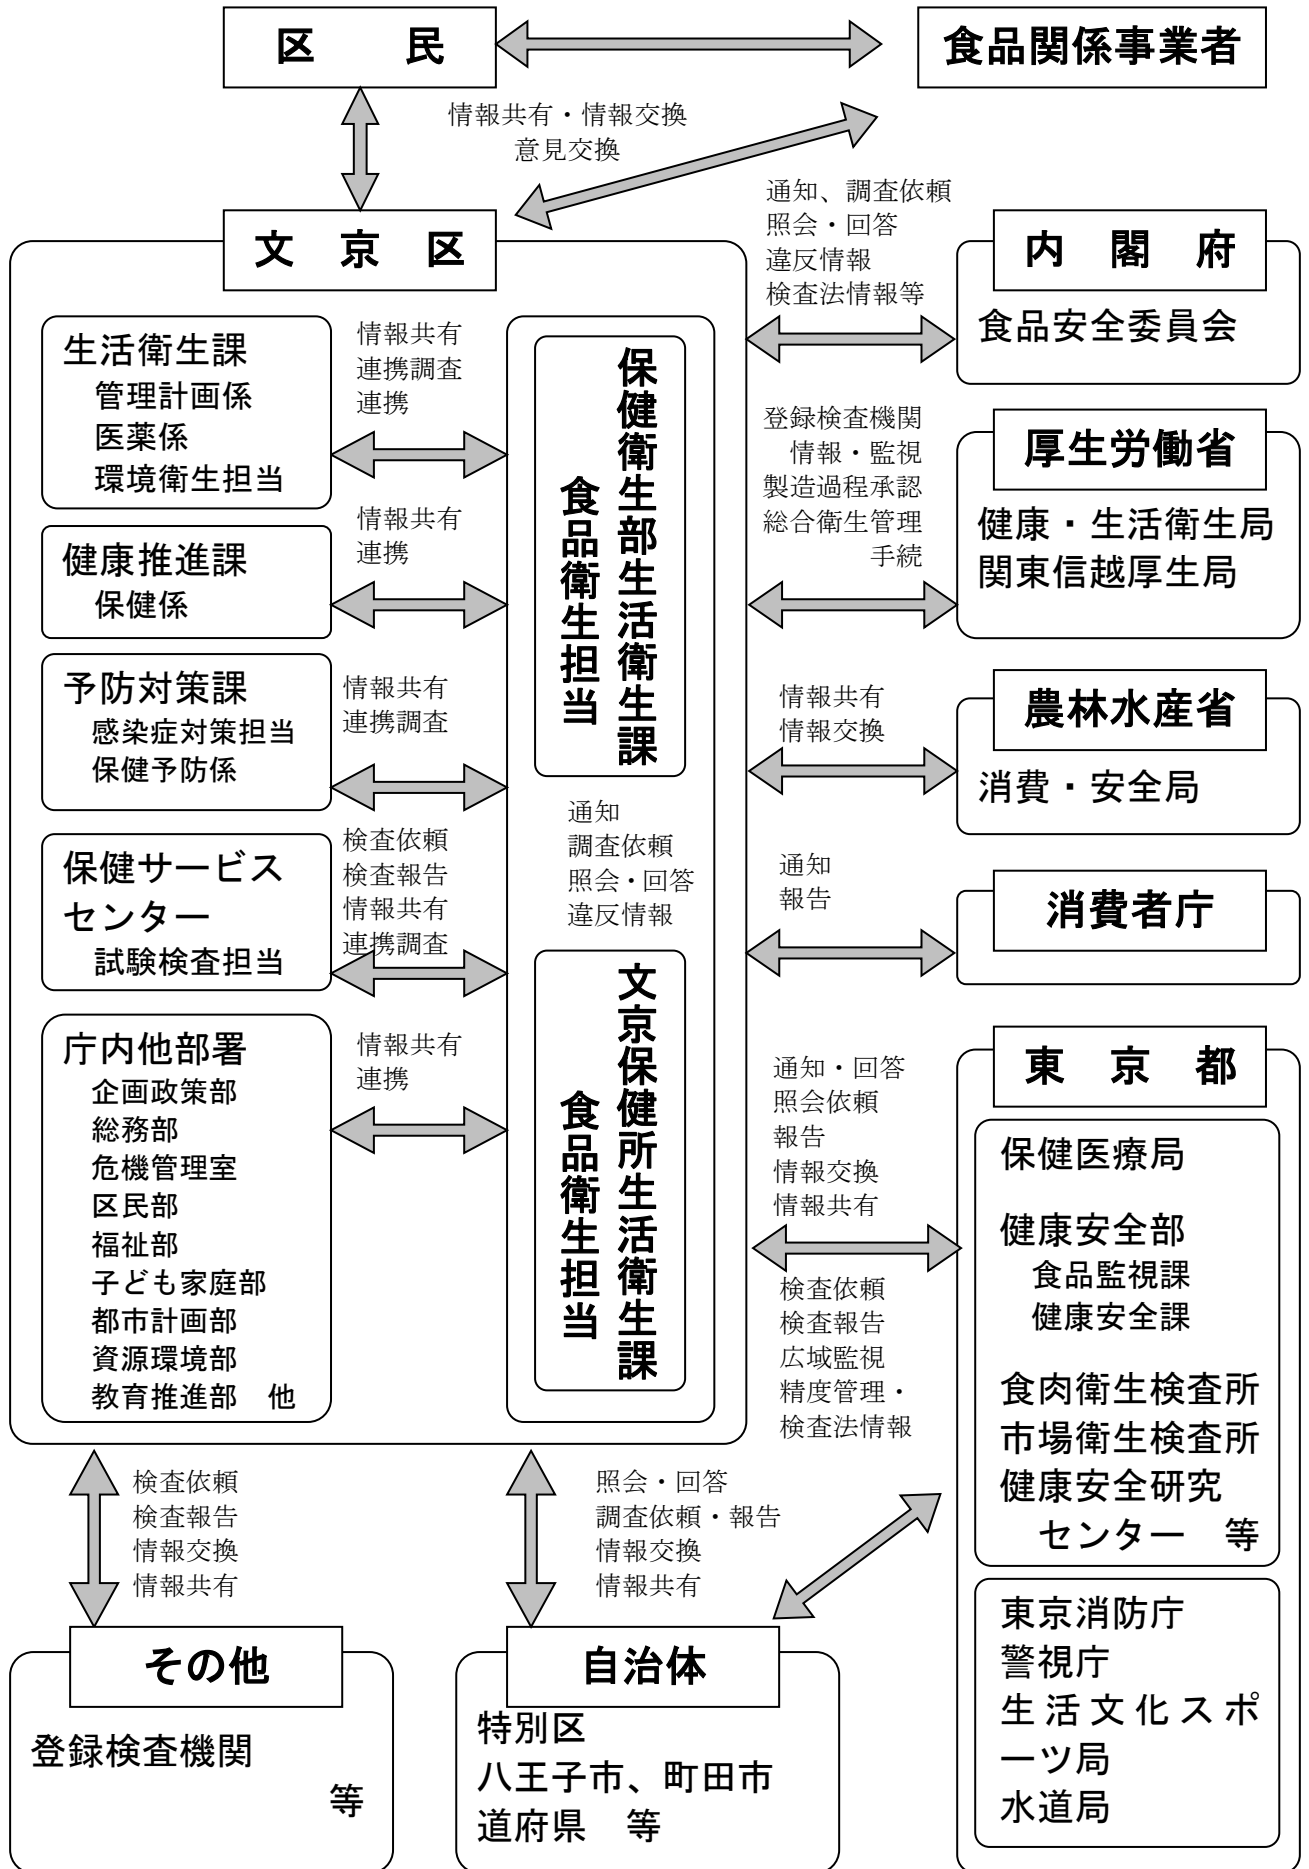 区　　民
食品関係事業者
情報共有・情報交換
意見交換
文　京　区
生活衛生課
管理計画係
医薬係
環境衛生担当
情報共有
連携調査
連携
健康推進課
保健係
情報共有
連携
予防対策課
感染症対策担当
保健予防係
情報共有
連携調査
保健サービス
センター
試験検査担当
検査依頼
検査報告
情報共有
連携調査
庁内他部署
企画政策部
総務部
危機管理室
区民部
福祉部
子ども家庭部
都市計画部
資源環境部
教育推進部　他
情報共有
連携
保健衛生部生活衛生課
食品衛生担当
通知
調査依頼
照会・回答
違反情報
文京保健所生活衛生課
食品衛生担当
通知、調査依頼
照会・回答
違反情報
検査法情報等
内　閣　府
食品安全委員会
登録検査機関
情報・監視
製造過程承認
総合衛生管理
手続
厚生労働省
健康・生活衛生局
関東信越厚生局
情報共有
情報交換
農林水産省
消費・安全局
通知
報告
消費者庁
通知・回答
照会依頼
報告
情報交換
情報共有
検査依頼
検査報告
広域監視
精度管理・
検査法情報
東　京　都
保健医療局
健康安全部
食品監視課
健康安全課
食肉衛生検査所
市場衛生検査所
健康安全研究
センター　等
東京消防庁
警視庁
生活文化スポ
ーツ局
水道局
検査依頼
検査報告
情報交換
情報共有
その他
登録検査機関
等
照会・回答
調査依頼・報告
情報交換
情報共有
自治体
特別区
八王子市、町田市
道府県　等